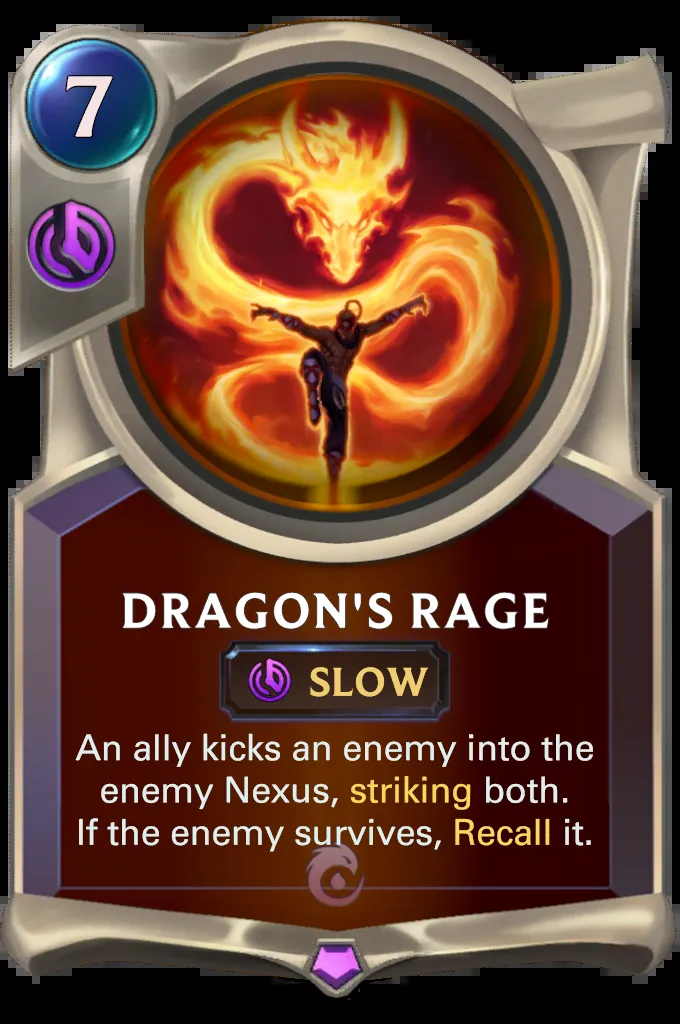 7
DRAGON'S RAGE
SLOW
An ally kicks an enemy into the
enemy Nexus, striking both.
If the enemy survives, Recall it.